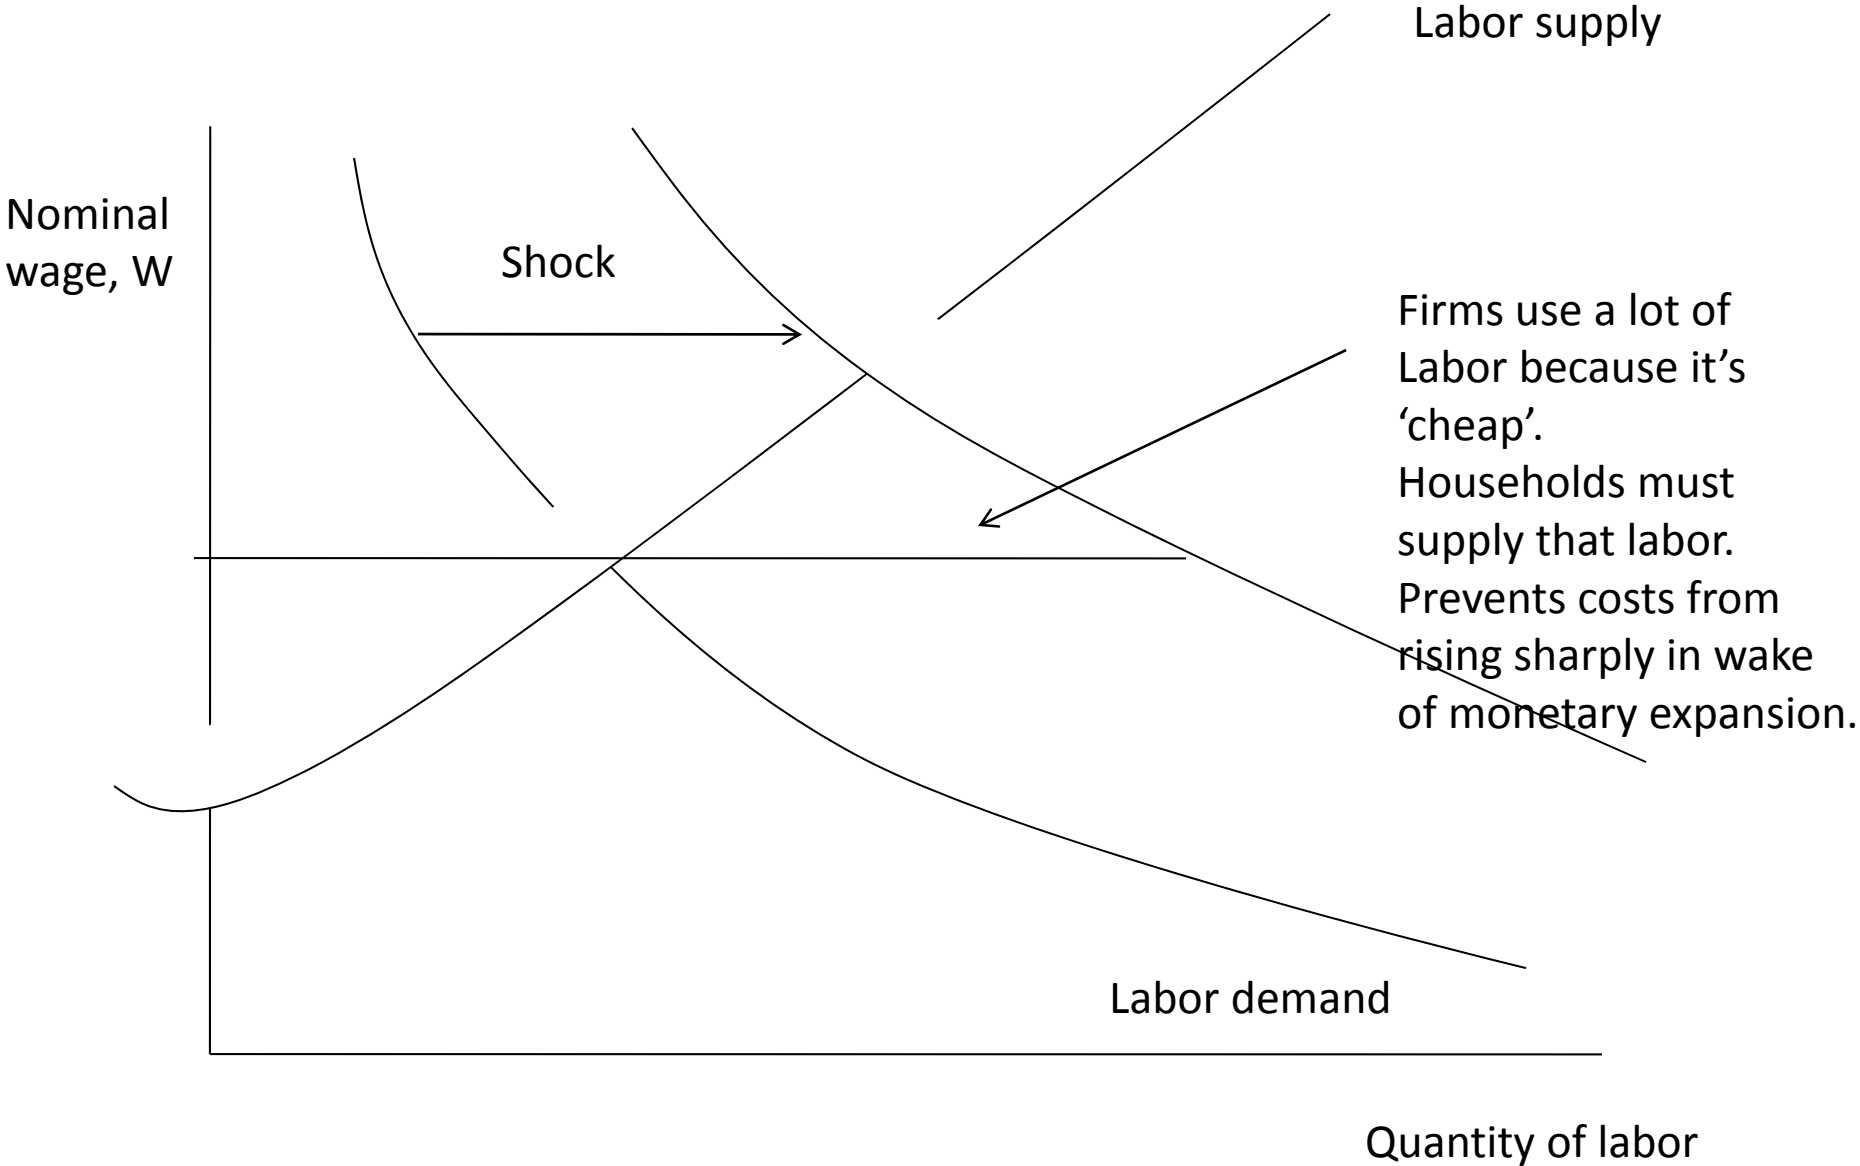 Labor supply
Nominal
wage, W
Shock
Firms use a lot of
Labor because it’s
‘cheap’.
Households must
supply that labor.
Prevents costs from
rising sharply in wake
of monetary expansion.
Labor demand
Quantity of labor